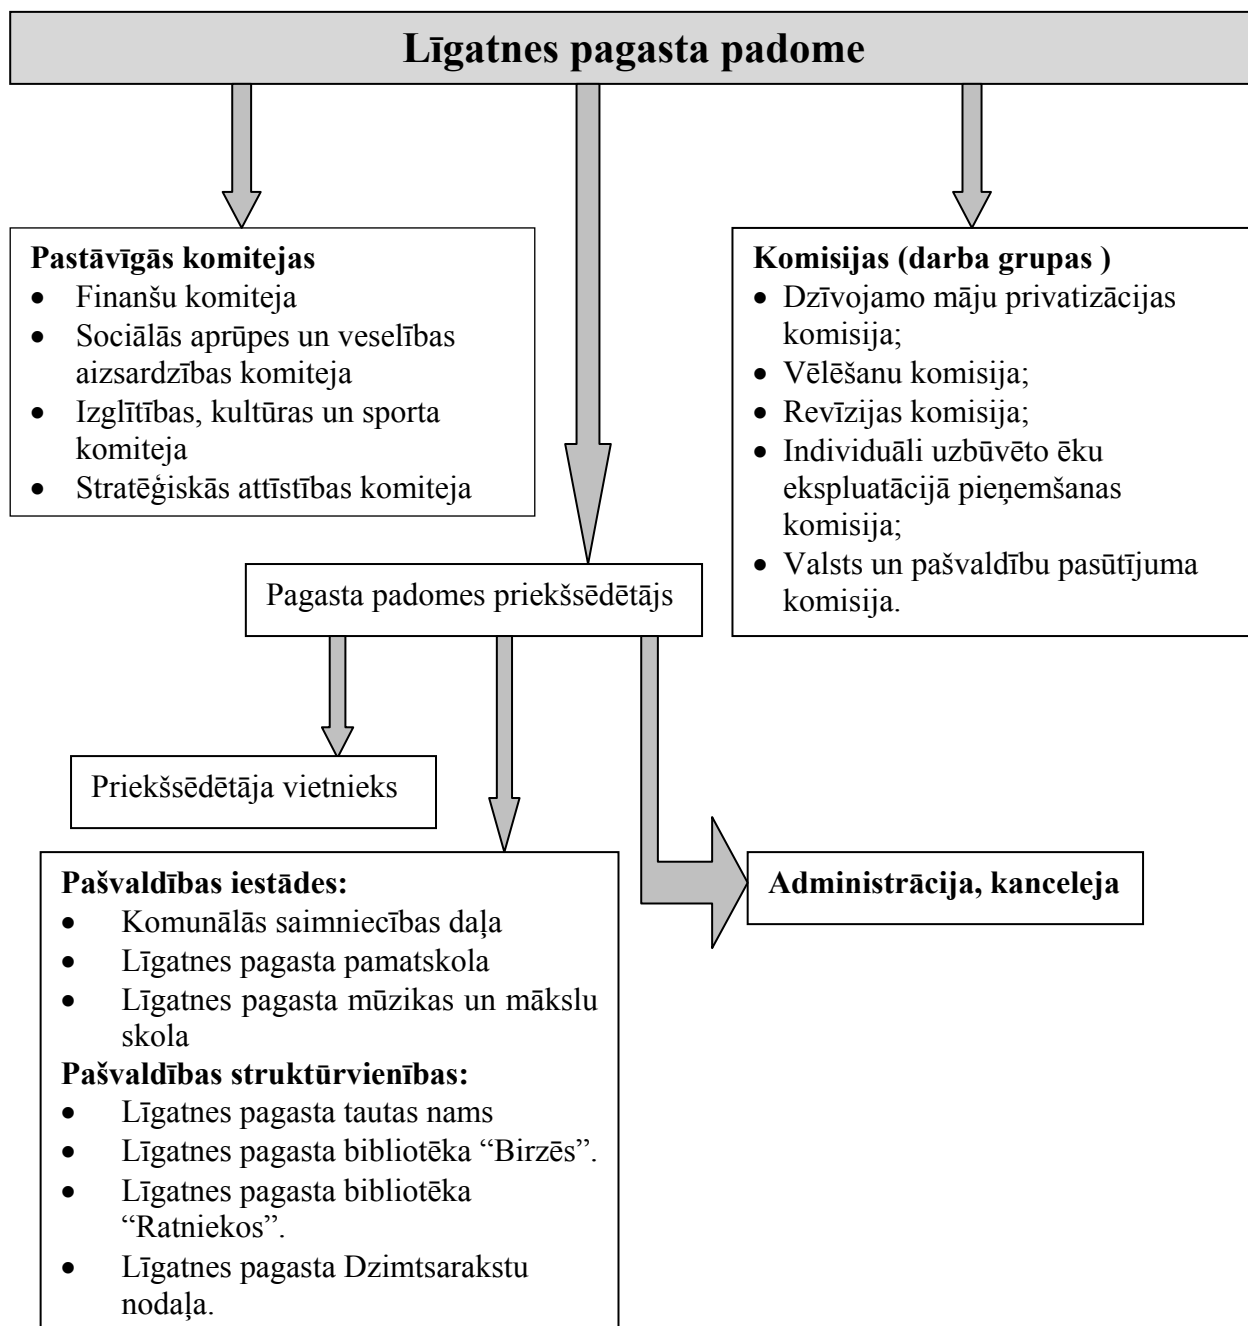 Līgatnes pagasta padome
Pastāvīgās komitejas
• Finanšu komiteja
• Sociālās aprūpes un veselības
aizsardzības komiteja
• Izglītības, kultūras un sporta
komiteja
• Stratēģiskās attīstības komiteja
Komisijas (darba grupas )
• Dzīvojamo māju privatizācijas
komisija;
• Vēlēšanu komisija;
• Revīzijas komisija;
• Individuāli uzbūvēto ēku
ekspluatācijā pieņemšanas
komisija;
• Valsts un pašvaldību pasūtījuma
komisija.
Pagasta padomes priekšsēdētājs
Priekšsēdētāja vietnieks
Pašvaldības iestādes:
• Komunālās saimniecības daļa
• Līgatnes pagasta pamatskola
• Līgatnes pagasta mūzikas un mākslu
skola
Pašvaldības struktūrvienības:
• Līgatnes pagasta tautas nams
• Līgatnes pagasta bibliotēka “Birzēs”.
• Līgatnes pagasta bibliotēka
“Ratniekos”.
• Līgatnes pagasta Dzimtsarakstu
nodaļa.
Administrācija, kanceleja